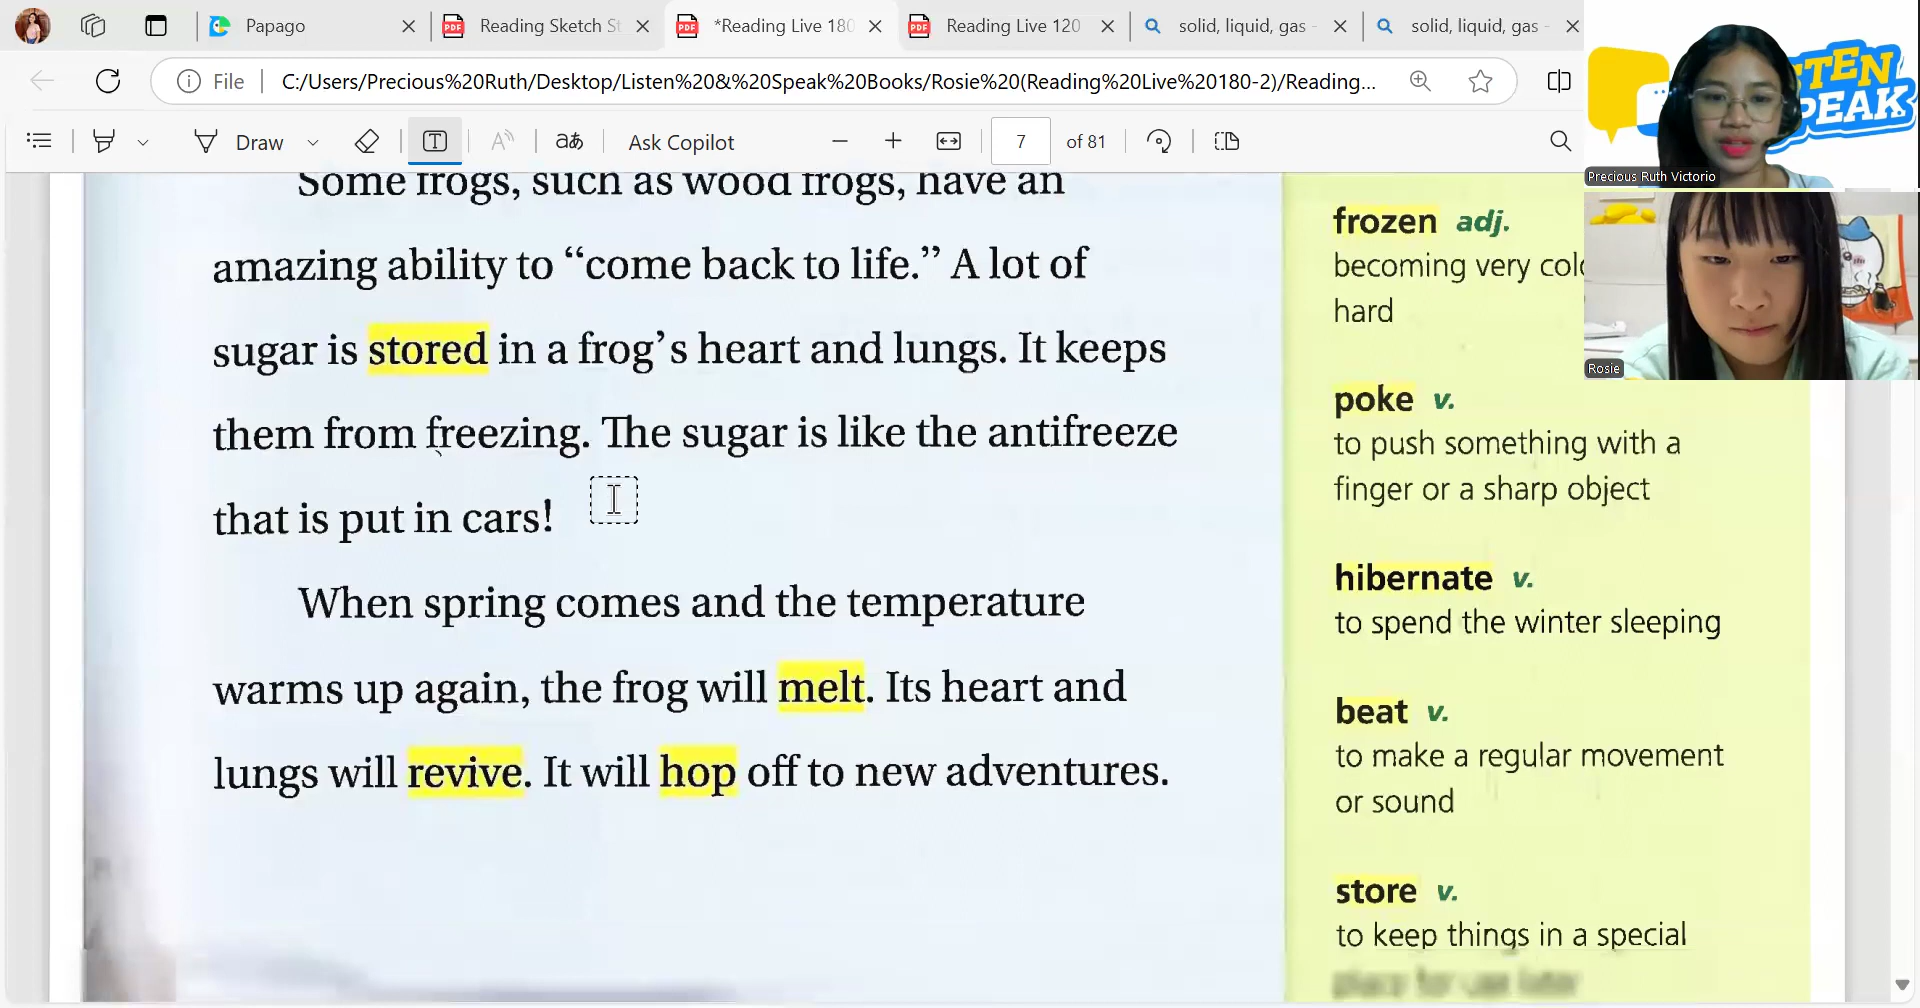 Papago
Reading Sketch St
*Reading Live 180
Reading Live 120
solid, liquid, gas -
solid, liquid, gas -
File
C:/Users/Precious%20Ruth/Desktop/Listen%20&%20Speak%20Books/Rosie%20(Reading%20Live%20180-2)/Reading...
Draw
Ask Copilot
7
of 81
TEN
PEAK
Precious Ruth Victorio
Rosie
Some frogs, such as wood frogs, have an
amazing ability to “come back to life.” A lot of
sugar is stored in a frog’s heart and lungs. It keeps
them from freezing. The sugar is like the antifreeze
that is put in cars!
When spring comes and the temperature
warms up again, the frog will melt. Its heart and
lungs will revive. It will hop off to new adventures.
frozen adj.
becoming very col
hard
poke v.
to push something with a
finger or a sharp object
hibernate v.
to spend the winter sleeping
beat v.
to make a regular movement
or sound
store v.
to keep things in a special
place for use later